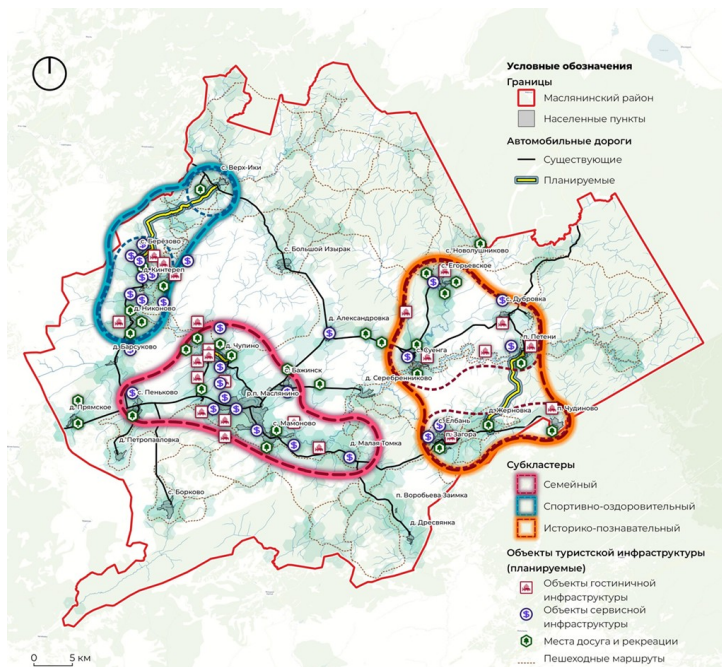 Условные обозначения
Границы
Маслянинский район
Населенные пункты
Автомобильные дороги
Существующие
Планируемые
с. Верх-Ики
с. Берёзово
с. Большой Изырак
с. Новолушниково
с. Егорьевское
д. Кинтереп
с. Дубровка
д. Никоново
д. Александровка
п. Петени
д. Барсуково
д. Чупино
с. Суенга
д. Серебренниково
с. Пеньково
р.п. Маслянино
д. Прямское
д. Жерновка
п. Чудиново
с. Елбань
с. Мамоново
п. Загора
д. Петропавловка
д. Малая Томка
с. Борково
п. Воробьева Заимка
д. Дресвянка
Субкластеры
Семейный
Спортивно-оздоровительный
Историко-познавательный
Объекты туристской инфраструктуры
(планируемые)
Объекты гостиничной
инфраструктуры
Объекты сервисной
инфраструктуры
Места досуга и рекреации
Пешеходные маршруты
0 5 км